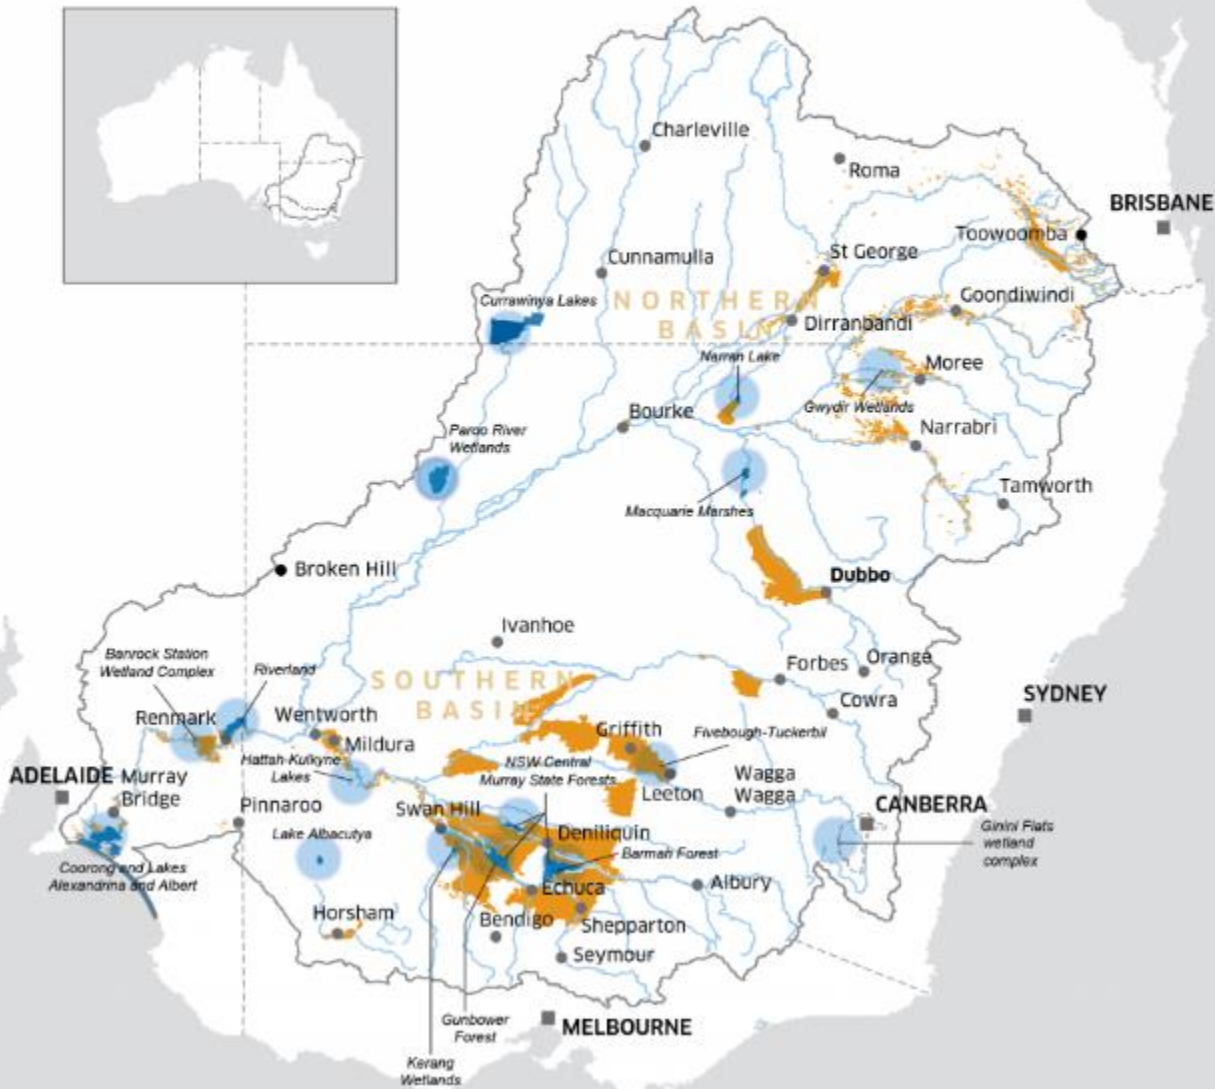 Charleville
Roma
BRISBANE
Toowoomba
Cunnamulla
St George
Currawinya Lakes
NORTHERN
BASIN
Goondiwindi
Dirranbandi
Narran Lake
Moree
Gwydir Wetlands
Bourke
Narrabri
Paroo River
Wetlands
Tamworth
Macquarie Marshes
Broken Hill
Dubbo
Ivanhoe
Banrock Station
Wetland Complex
Riverland
Forbes
Orange
SOUTHERN
BASIN
SYDNEY
Cowra
Renmark
Wentworth
Griffith
Fivebough-Tuckerbil
Mildura
Hattah-Kulkyne
Lakes
NSW Central
Murray State Forests
ADELAIDE
Murray
Bridge
Pinnaroo
Leeton
Wagga
Wagga
CANBERRA
Swan Hill
Lake Albacutya
Deniliquin
Ginini Flats
wetland
complex
Barman Forest
Coorong and Lakes
Alexandrina and Albert
Echuca
Albury
Horsham
Bendigo
Shepparton
Seymour
Gunbower
Forest
MELBOURNE
Kerang
Wetlands